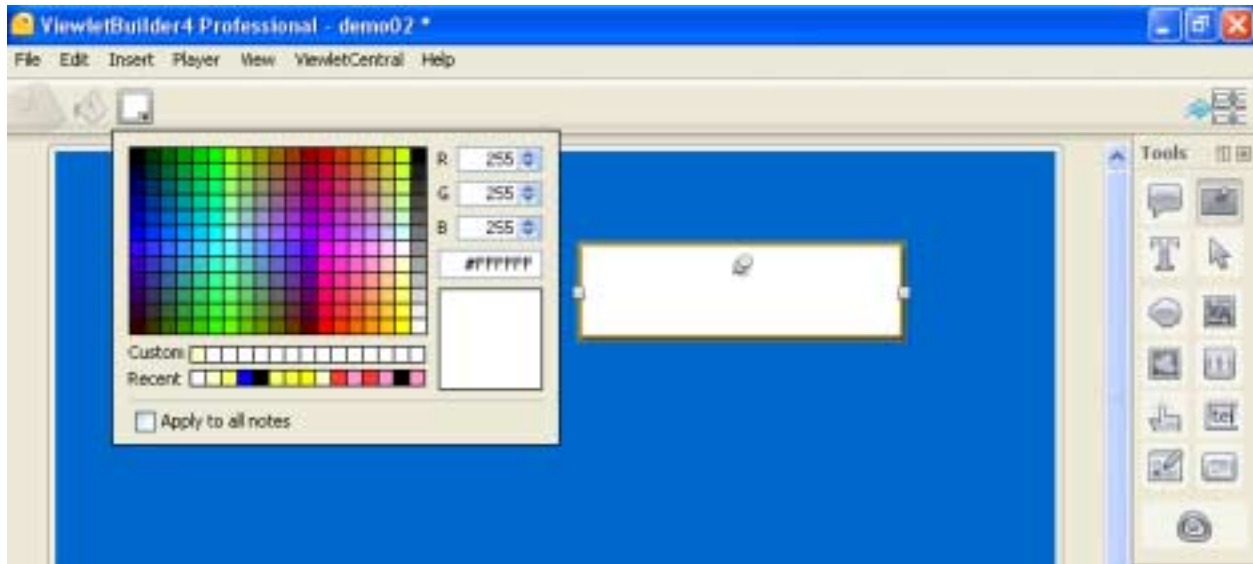 ViewletBuilder4 Professional - demo02 *
File Edit Insert Player View ViewletCentral Help
Tools
R 255
G 255
B 255
#FFFFFF
Custom
Recent
Apply to all notes
T